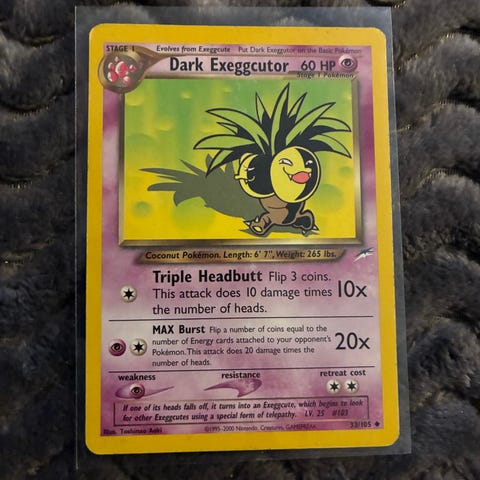 STAGE 1 Evolves from Exeggcute Put Dark Exeggutor on the Basic Pokémon
Dark Exeggutor 60 HP
Stage 1 Pokémon
Coconut Pokémon. Length: 6' 7", Weight: 265 lbs.
Triple Headbutt Flip 3 coins.
This attack does 10 damage times 10x
the number of heads.
MAX Burst Flip a number of coins equal to the
number of Energy cards attached to your opponent's
Pokémon. This attack does 20 damage times the 20x
number of heads.
weakness resistance retreat cost
If one of its heads falls off, it turns into an Exeggcute, which begins to look
for other Exeggcutes using a special form of telepathy. LV. 25 #103
Illus. Toshinao Aoki ©1995-2000 Nintendo, Creatures, GAMEFREAK. 33/105